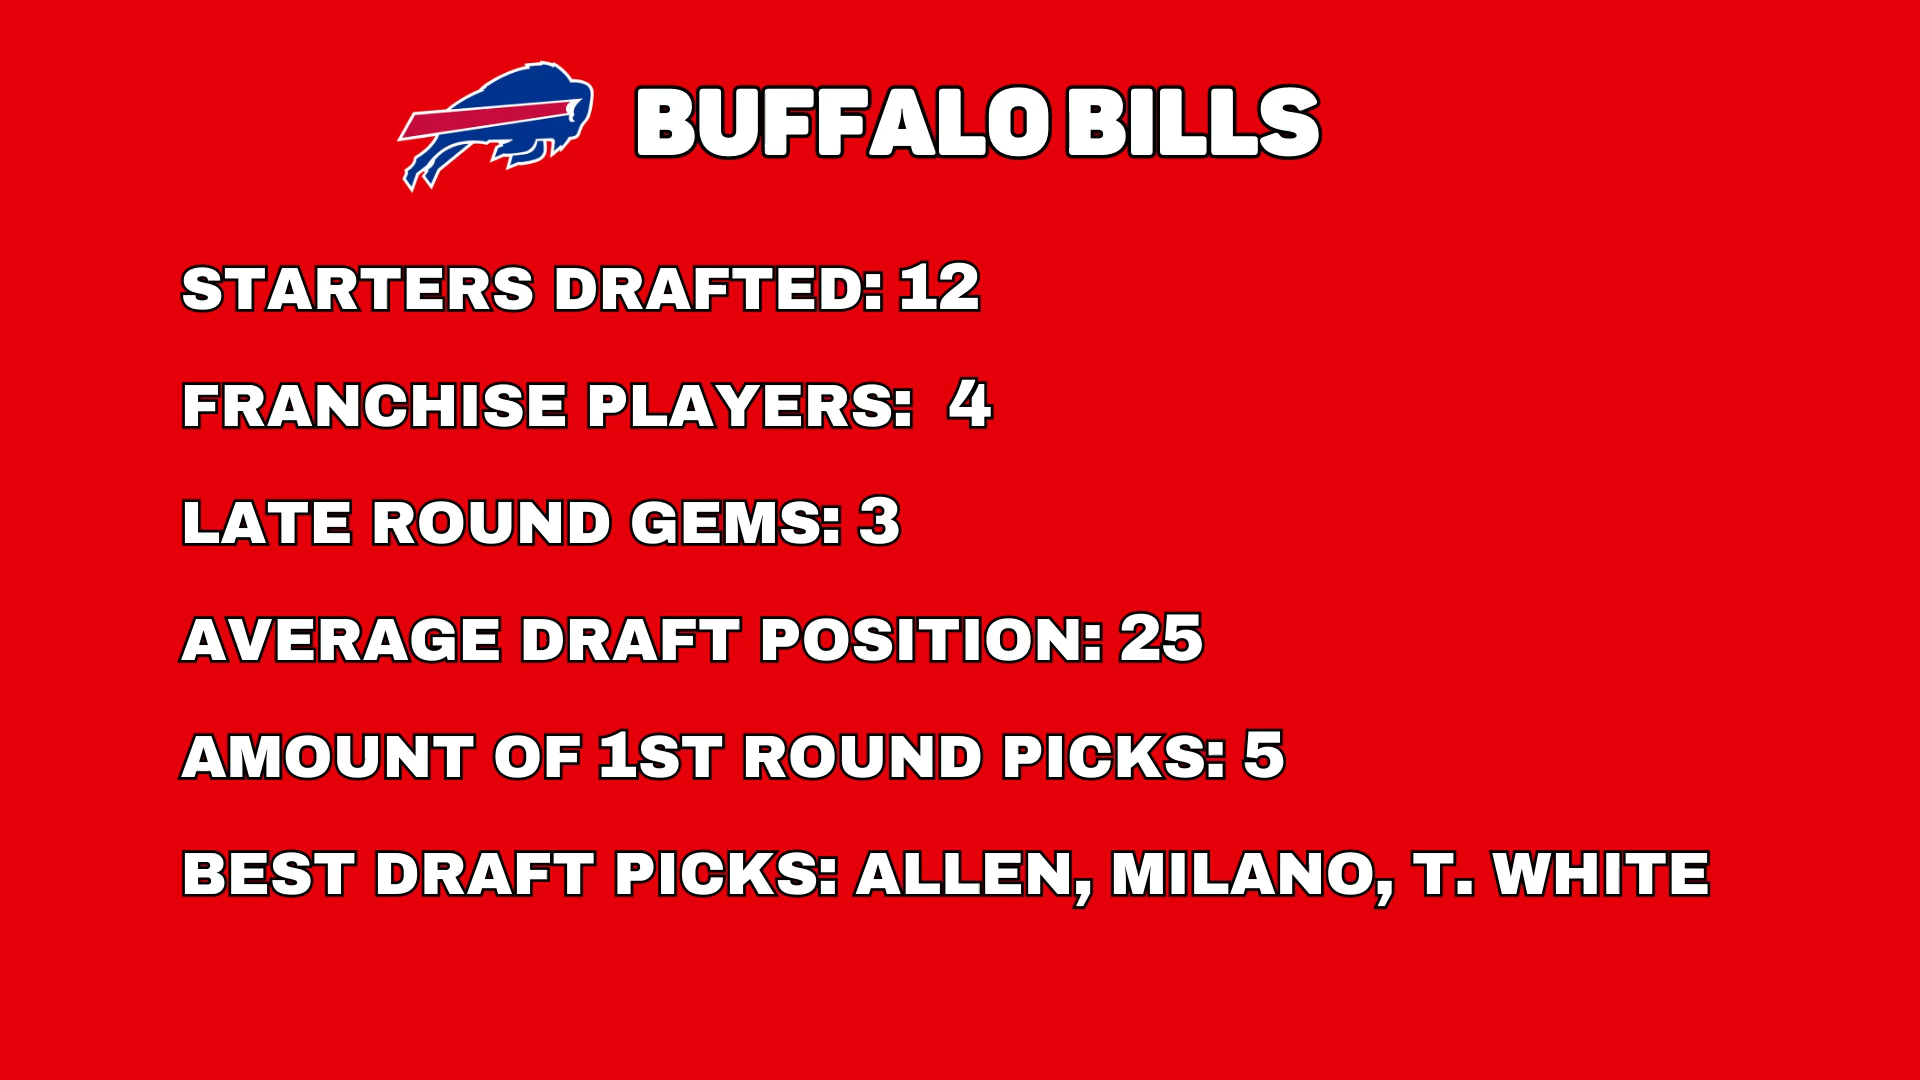 BUFFALO BILLS
STARTERS DRAFTED: 12
FRANCHISE PLAYERS: 4
LATE ROUND GEMS: 3
AVERAGE DRAFT POSITION: 25
AMOUNT OF 1ST ROUND PICKS: 5
BEST DRAFT PICKS: ALLEN, MILANO, T. WHITE